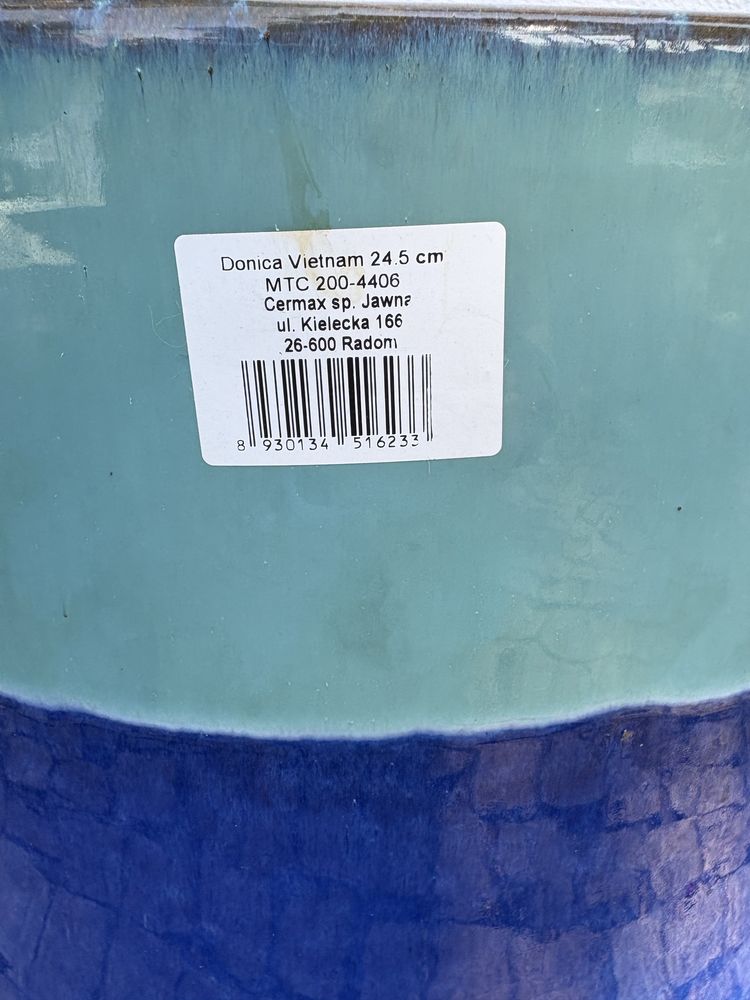 Donica Vietnam 24.5 cm
MTC 200-4406
Cermax sp. Jawna
ul. Kielecka 166
26-600 Radom
8 930134 516233